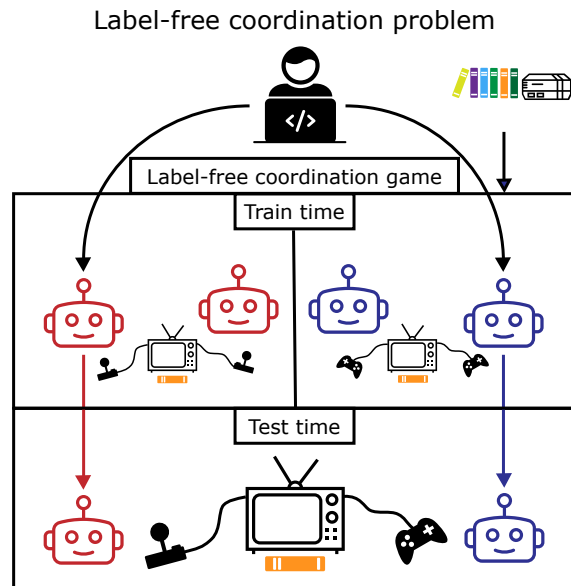 Label-free coordination problem
</>
Label-free coordination game
Train time
Test time